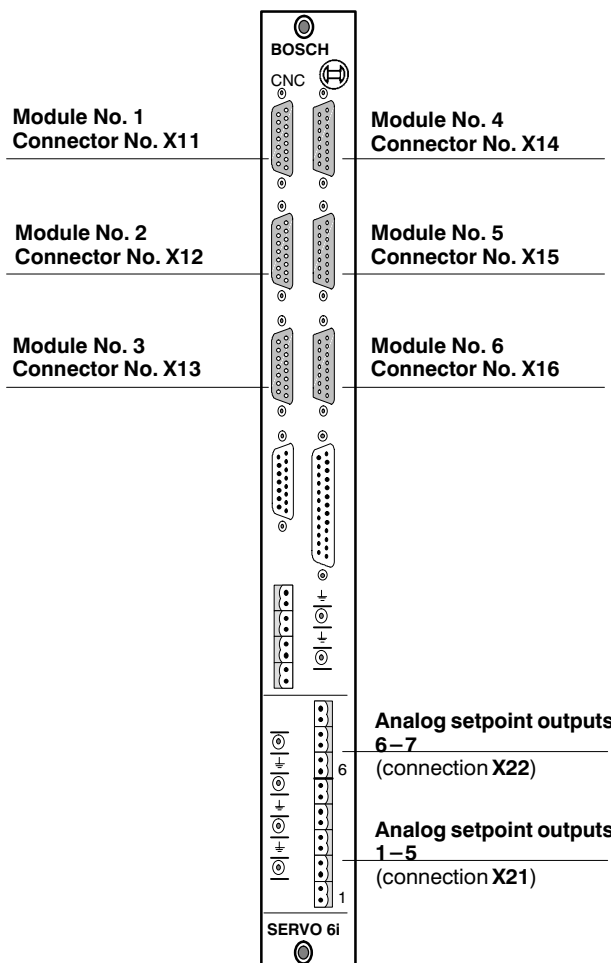 BOSCH
CNC
Module No. 1
Connector No. X11
Module No. 4
Connector No. X14
Module No. 2
Connector No. X12
Module No. 5
Connector No. X15
Module No. 3
Connector No. X13
Module No. 6
Connector No. X16
Analog setpoint outputs
6–7
(connection X22)
6
Analog setpoint outputs
1–5
(connection X21)
1
SERVO 6i